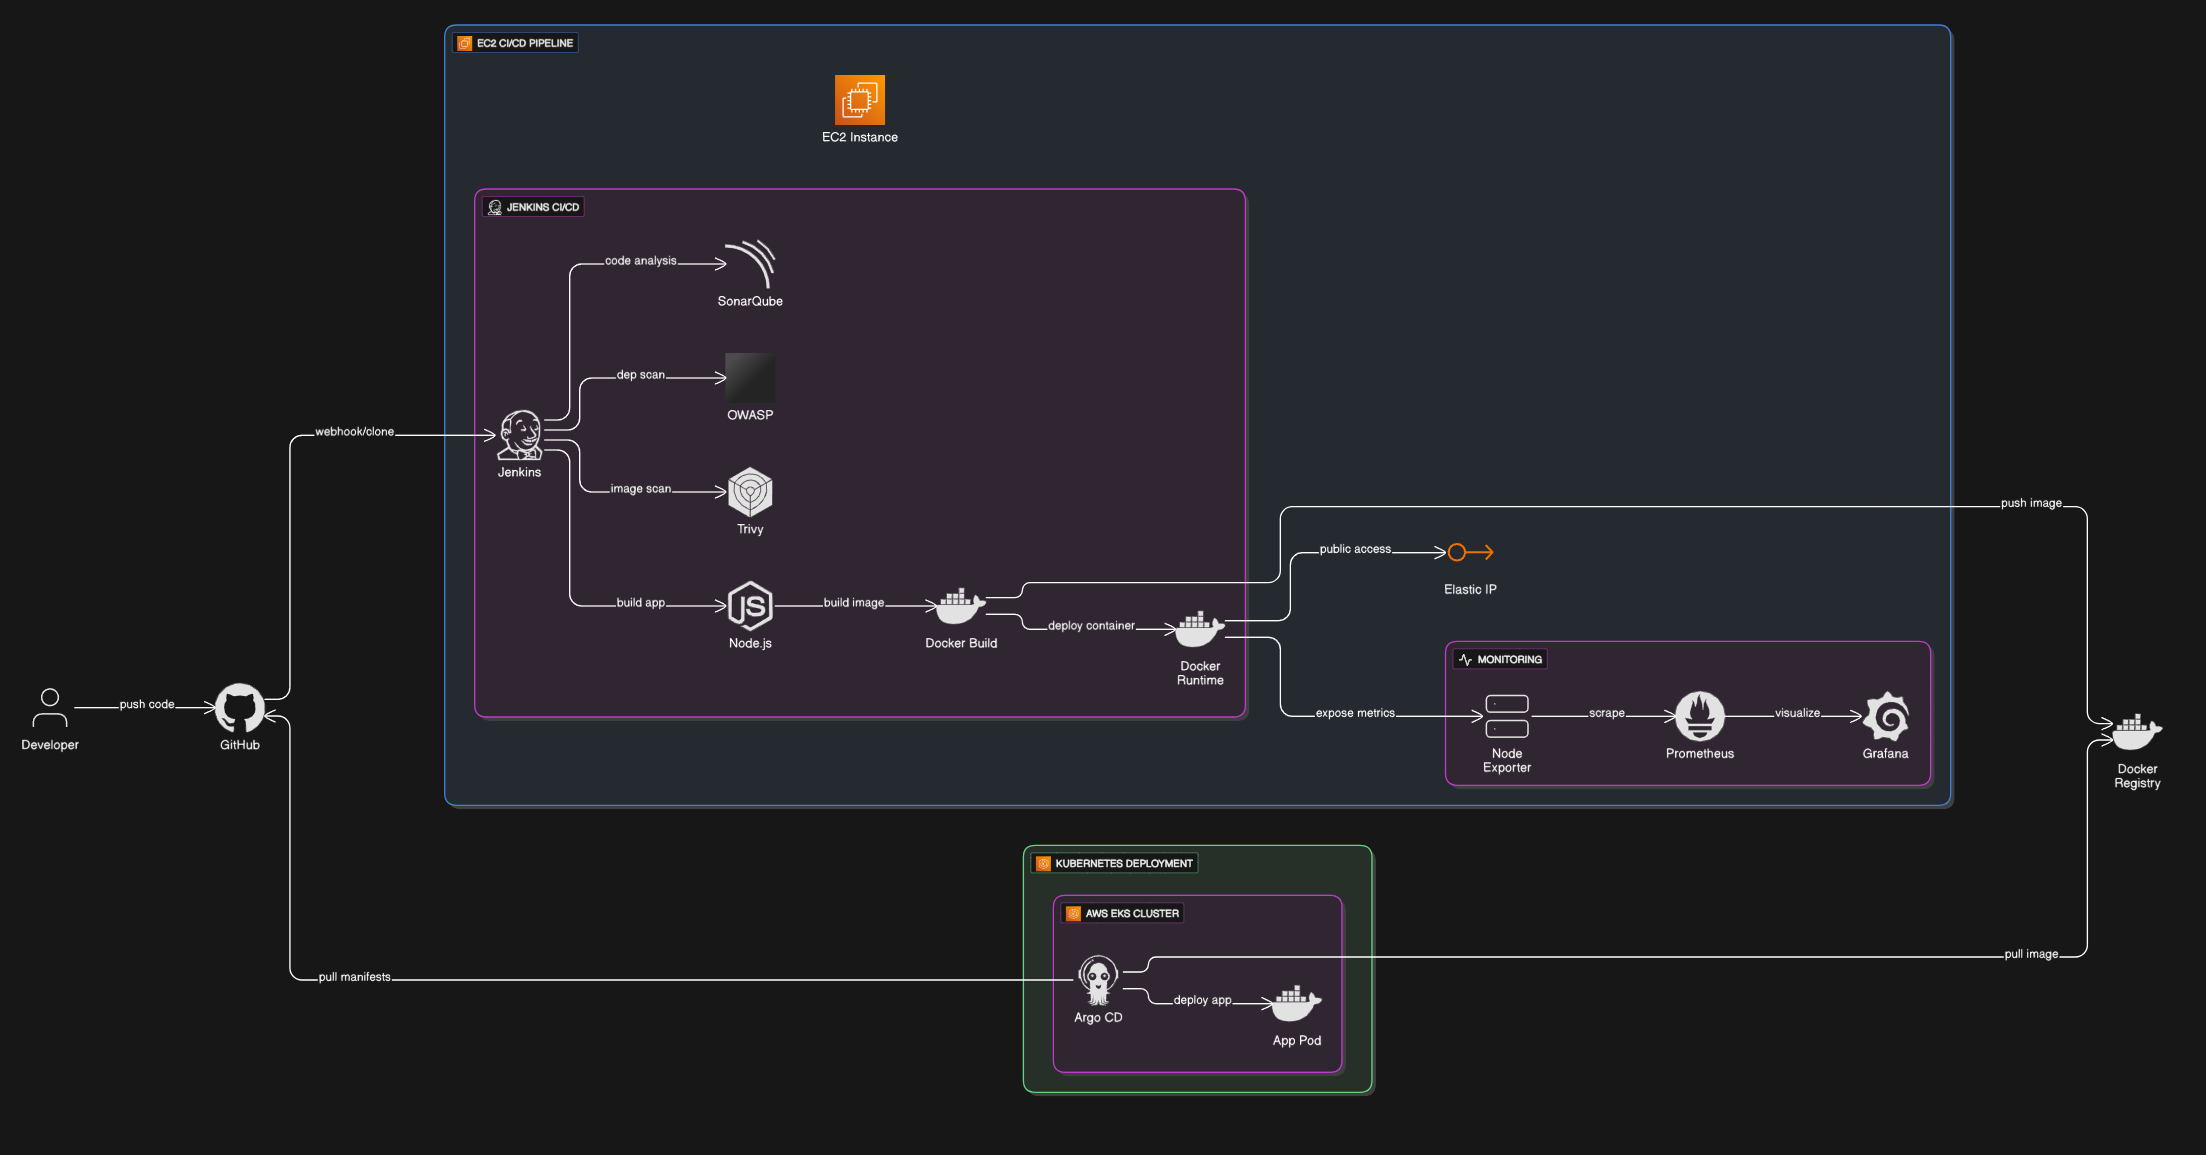 EC2 CI/CD PIPELINE
EC2 Instance
JENKINS CI/CD
code analysis
SonarQube
dep scan
OWASP
webhook/clone
Jenkins
image scan
Trivy
push image
public access
Elastic IP
build app
JS
Node.js
build image
Docker Build
deploy container
Docker
Runtime
MONITORING
expose metrics
Node
Exporter
scrape
Prometheus
visualize
Grafana
push code
Developer
GitHub
Docker
Registry
KUBERNETES DEPLOYMENT
AWS EKS CLUSTER
pull image
pull manifests
Argo CD
deploy app
App Pod